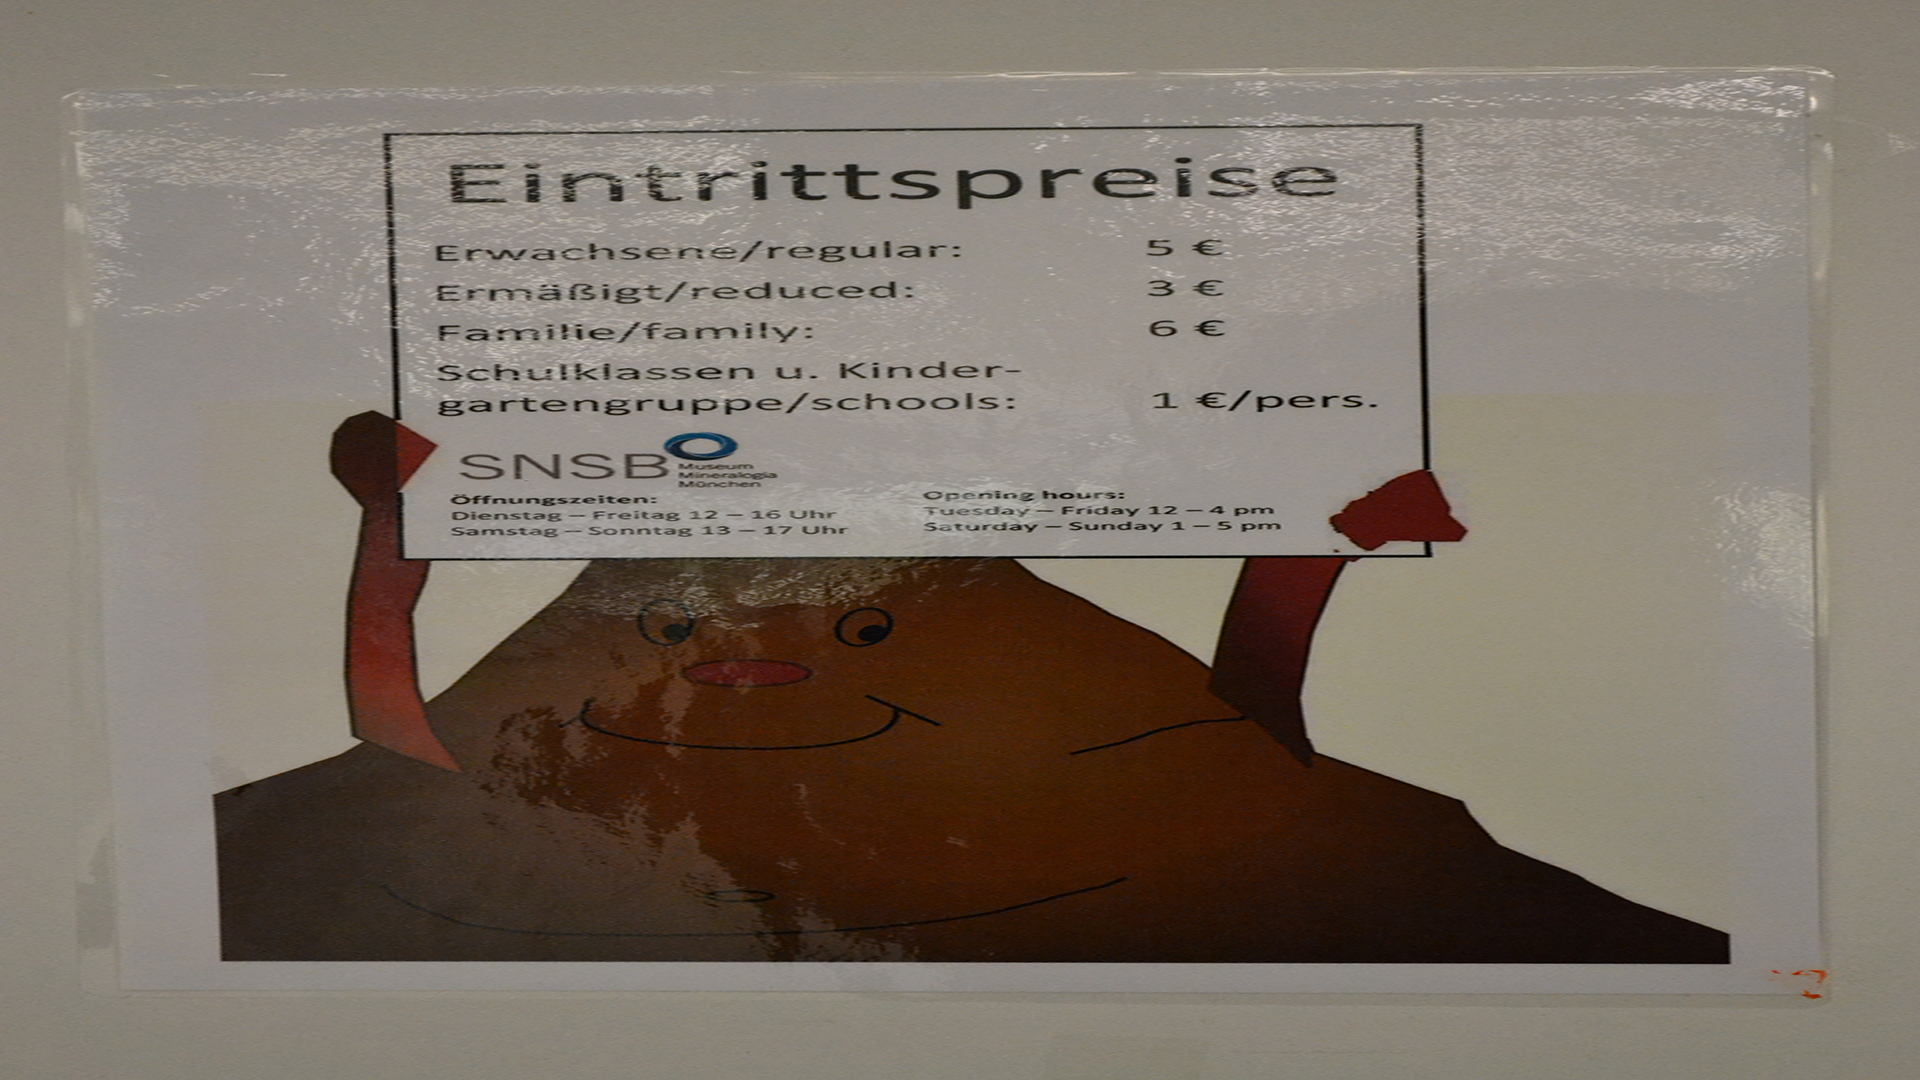 Eintrittspreise
Erwachsene/regular: 5 €
Ermäßigt/reduced: 3 €
Familie/family: 6 €
Schulklassen u. Kinder-
gartengruppe/schools: 1 €/pers.
SNSB
Museum
Mineralogia
München
Öffnungszeiten:
Dienstag – Freitag 12 – 16 Uhr
Samstag – Sonntag 13 – 17 Uhr
Opening hours:
Tuesday – Friday 12 – 4 pm
Saturday – Sunday 1 – 5 pm